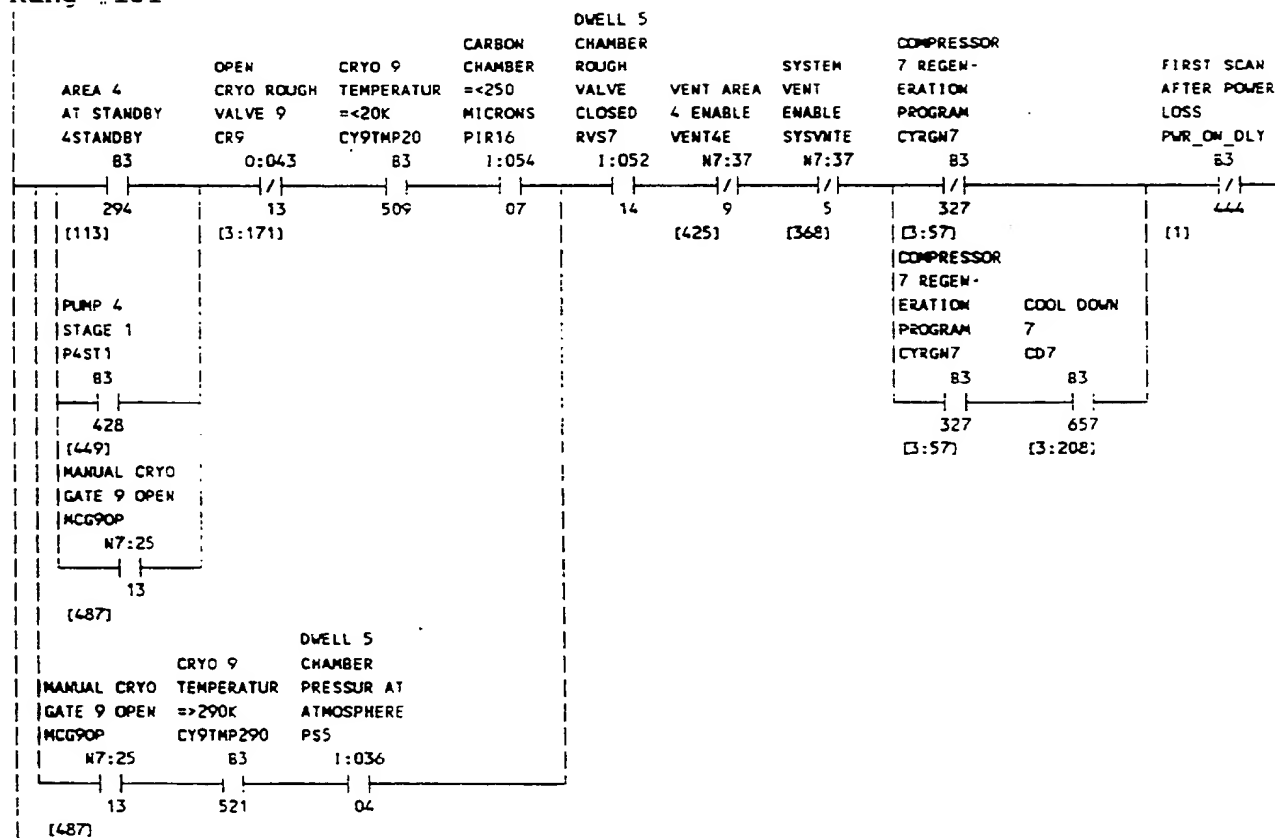 DWELL 5
CARBON CHAMBER COMPRESSOR
OPEN CRYO 9 CHAMBER ROUGH SYSTEM 7 REGEN- FIRST SCAN
AREA 4 CRYO ROUGH TEMPERATUR =<250 VALVE VENT AREA VENT ERATION AFTER POWER
AT STANDBY VALVE 9 =<20K MICRONS CLOSED 4 ENABLE ENABLE PROGRAM LOSS
4STANDBY CR9 CY9TMP20 PIR16 RVS7 VENT4E SYSVNTE CYRGN7 PWR_ON_DLY
B3 O:043 B3 I:054 I:052 N7:37 N7:37 B3 B3
294 13 509 07 14 9 5 327 444
[113] [3:171] [425] [368] [3:57] [1]
COMPRESSOR
7 REGEN-
PUMP 4 ERATION COOL DOWN
STAGE 1 PROGRAM 7
P4ST1 CYRGN7 CD7
B3 B3 B3
428 327 657
[449] [3:57] [3:208]
MANUAL CRYO
GATE 9 OPEN
MCG9OP
N7:25
13
[487]
DWELL 5
CRYO 9 CHAMBER
MANUAL CRYO TEMPERATUR PRESSUR AT
GATE 9 OPEN =>290K ATMOSPHERE
MCG9OP CY9TMP290 PS5
N7:25 B3 I:036
13 521 04
[487]